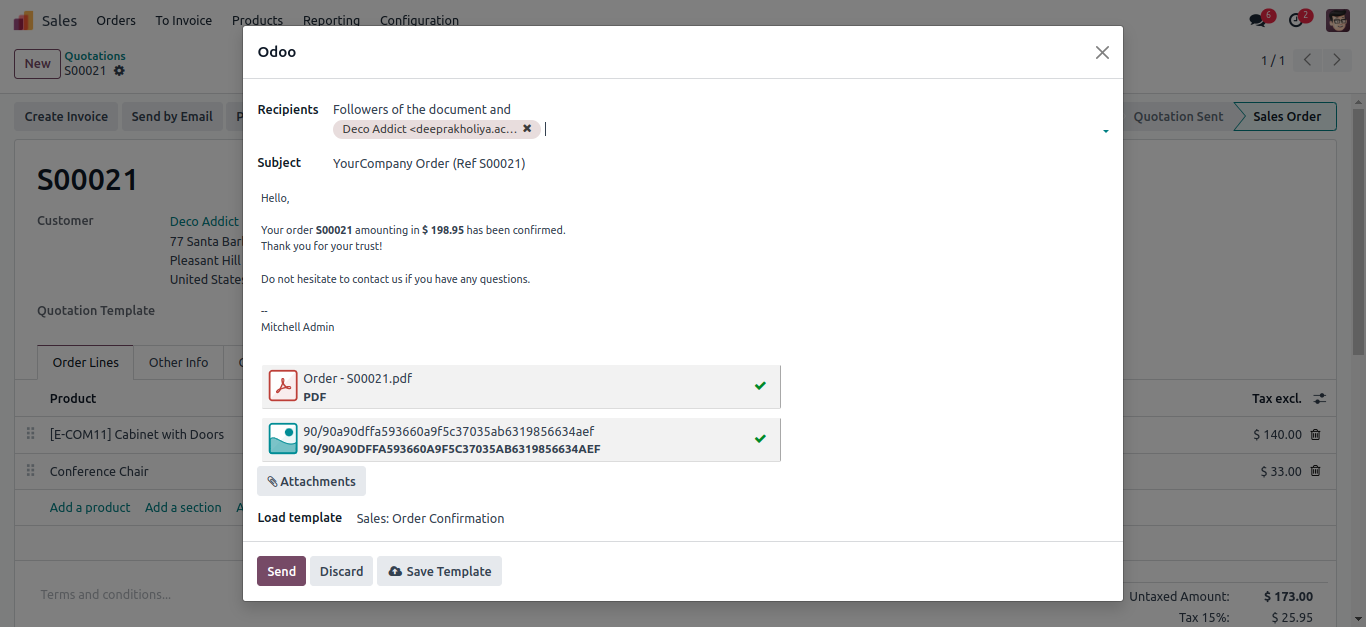 Sales Orders To Invoice Products Reporting Configuration 6 2
New Quotations
S00021
1 / 1
Create Invoice Send by Email P Quotation Sent Sales Order
S00021
Customer Deco Addict
77 Santa Bar
Pleasant Hill
United States
Quotation Template
Order Lines Other Info
Product Tax excl.
[E-COM11] Cabinet with Doors $ 140.00
Conference Chair $ 33.00
Add a product Add a section A
Terms and conditions...
Untaxed Amount: $ 173.00
Tax 15%: $ 25.95
Odoo
Recipients Followers of the document and
Deco Addict <deeprakholiya.ac... ✖
Subject YourCompany Order (Ref S00021)
Hello,
Your order S00021 amounting in $ 198.95 has been confirmed.
Thank you for your trust!
Do not hesitate to contact us if you have any questions.
--
Mitchell Admin
Order - S00021.pdf
PDF
90/90a90dffa593660a9f5c37035ab6319856634aef
90/90A90DFFA593660A9F5C37035AB6319856634AEF
Attachments
Load template Sales: Order Confirmation
Send Discard Save Template